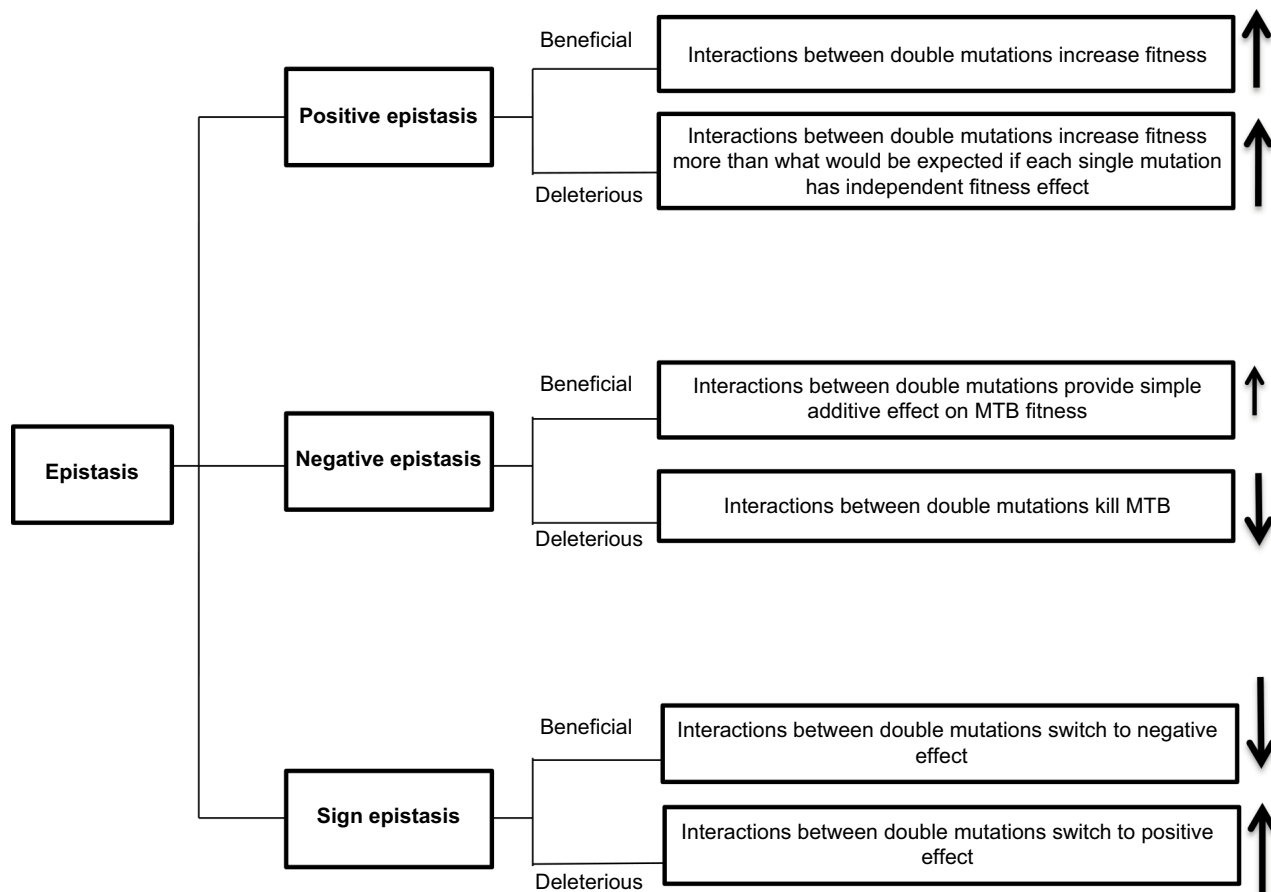 Beneficial
Interactions between double mutations increase fitness
Positive epistasis
Interactions between double mutations increase fitness
more than what would be expected if each single mutation
has independent fitness effect
Deleterious
Beneficial
Interactions between double mutations provide simple
additive effect on MTB fitness
Epistasis
Negative epistasis
Interactions between double mutations kill MTB
Deleterious
Beneficial
Interactions between double mutations switch to negative
effect
Sign epistasis
Interactions between double mutations switch to positive
effect
Deleterious